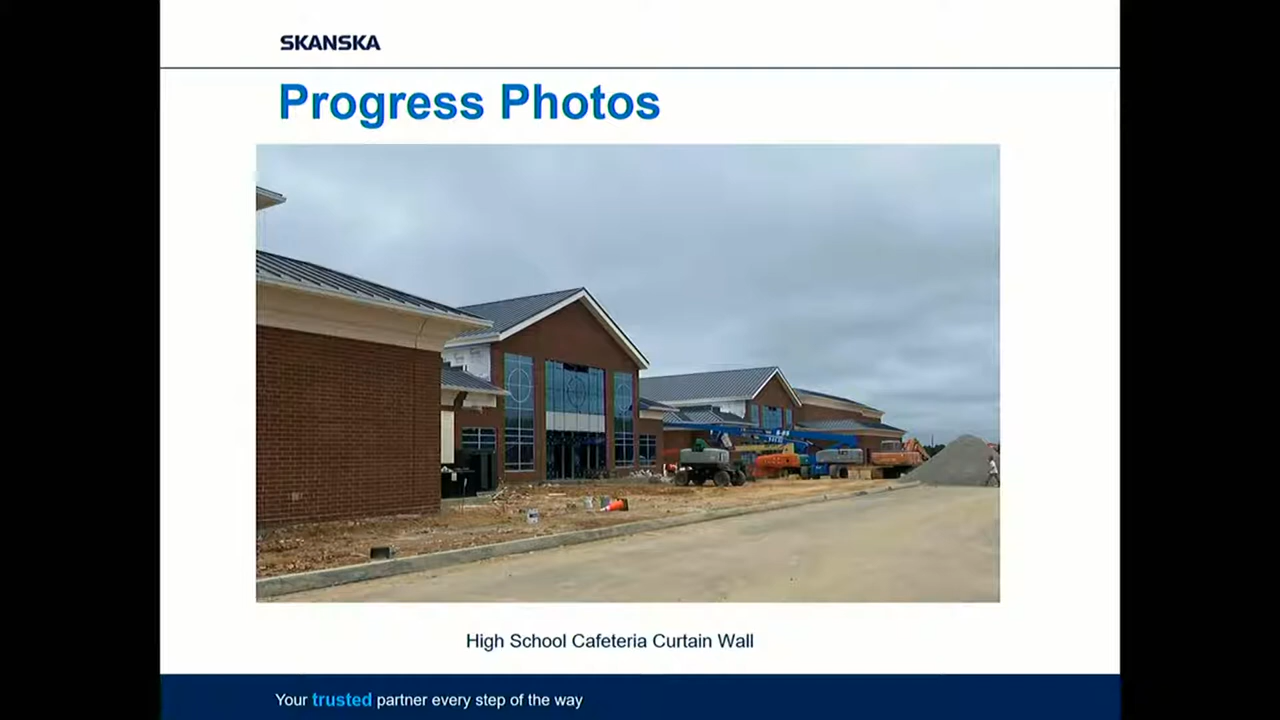 SKANSKA
Progress Photos
High School Cafeteria Curtain Wall
Your trusted partner every step of the way